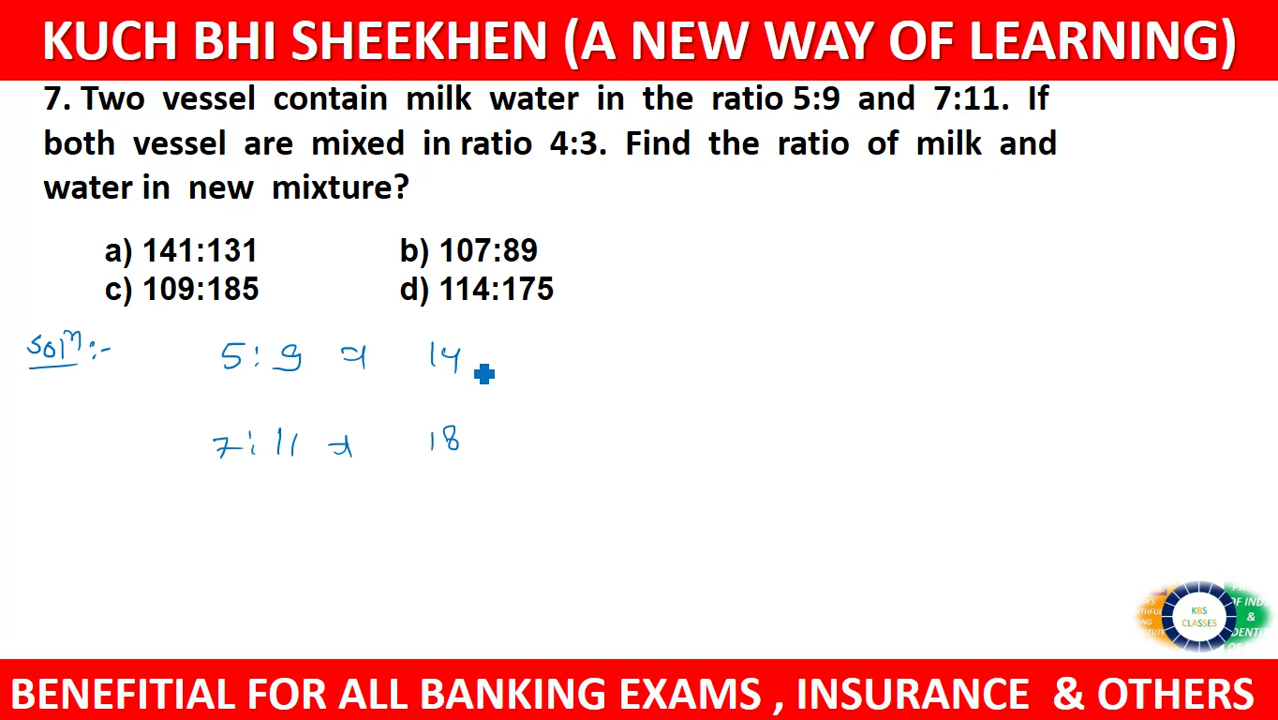 KUCH BHI SHEEKHEN (A NEW WAY OF LEARNING)
7. Two vessel contain milk water in the ratio 5:9 and 7:11. If
both vessel are mixed in ratio 4:3. Find the ratio of milk and
water in new mixture?
a) 141:131 b) 107:89
c) 109:185 d) 114:175
Soln :-
5 : 9 ⇒ 14
7 : 11 ⇒ 18
KBS
CLASSES
BENEFITIAL FOR ALL BANKING EXAMS , INSURANCE & OTHERS